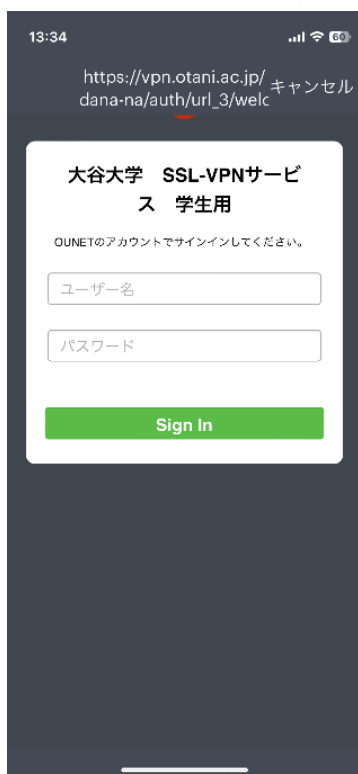 13:34
60
https://vpn.otani.ac.jp/
dana-na/auth/url_3/welc
キャンセル
大谷大学 SSL-VPNサービ
ス 学生用
OUNETのアカウントでサインインしてください。
ユーザー名
パスワード
Sign In